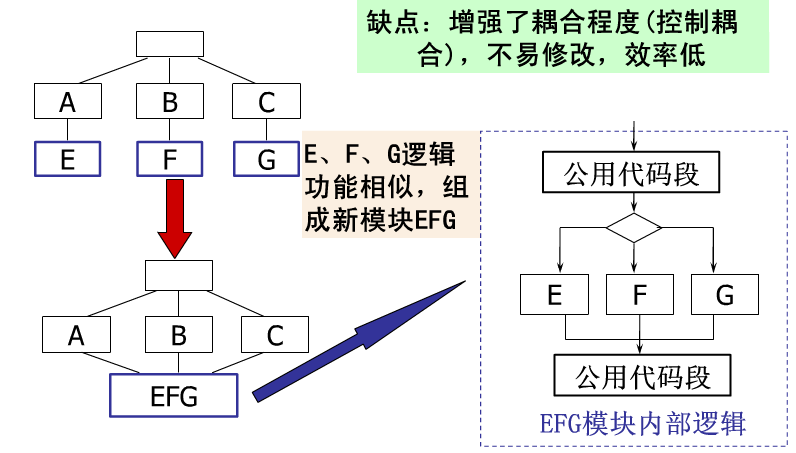 缺点：增强了耦合程度(控制耦
合)，不易修改，效率低
A
B
C
E
F
G
E、F、G逻辑
功能相似，组
成新模块EFG
A
B
C
EFG
公用代码段
E
F
G
公用代码段
EFG模块内部逻辑